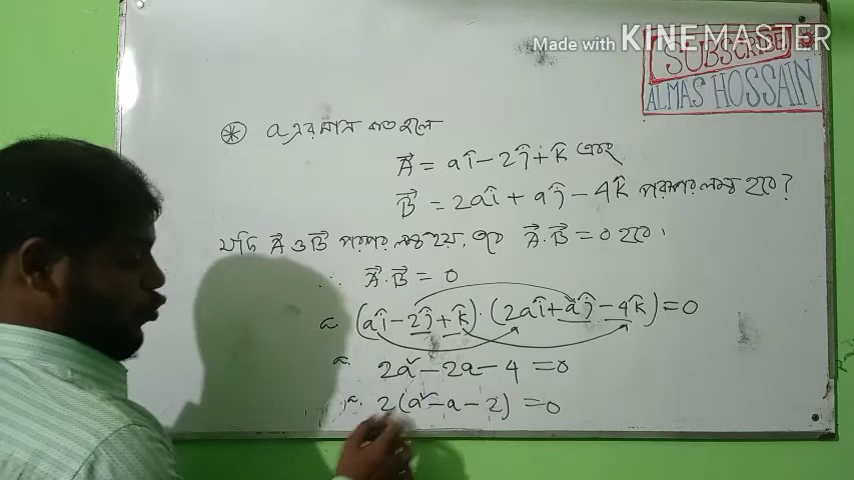 Made with KINEMASTER
SUBSCRIBE
ALMAS HOSSAIN
* a এর মান কত হলে
A⃗ = aî - 2ĵ + k̂ এবং
B⃗ = 2aî + aĵ - 4k̂ পরস্পর লম্ব হবে?
যদি A⃗ ও B⃗ পরস্পর লম্ব হয়, তবে A⃗.B⃗ = 0 হবে।
∴ A⃗.B⃗ = 0
বা (aî - 2ĵ + k̂).(2aî + aĵ - 4k̂) = 0
বা 2a² - 2a - 4 = 0
বা 2(a² - a - 2) = 0